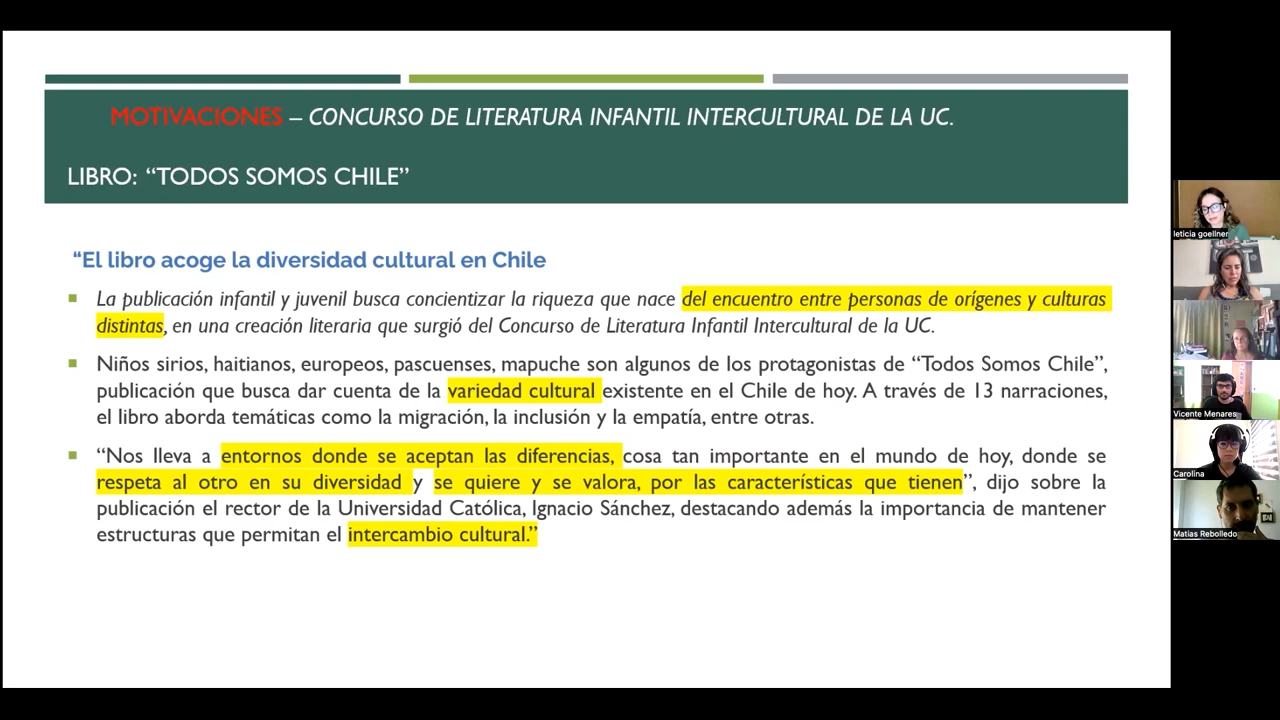 MOTIVACIONES – CONCURSO DE LITERATURA INFANTIL INTERCULTURAL DE LA UC.
LIBRO: “TODOS SOMOS CHILE”
“El libro acoge la diversidad cultural en Chile
La publicación infantil y juvenil busca concientizar la riqueza que nace del encuentro entre personas de orígenes y culturas
distintas, en una creación literaria que surgió del Concurso de Literatura Infantil Intercultural de la UC.
Niños sirios, haitianos, europeos, pascuenses, mapuche son algunos de los protagonistas de “Todos Somos Chile”,
publicación que busca dar cuenta de la variedad cultural existente en el Chile de hoy. A través de 13 narraciones,
el libro aborda temáticas como la migración, la inclusión y la empatía, entre otras.
“Nos lleva a entornos donde se aceptan las diferencias, cosa tan importante en el mundo de hoy, donde se
respeta al otro en su diversidad y se quiere y se valora, por las características que tienen”, dijo sobre la
publicación el rector de la Universidad Católica, Ignacio Sánchez, destacando además la importancia de mantener
estructuras que permitan el intercambio cultural.”
leticia goellner
Vicente Menares
Carolina
Matias Rebolledo